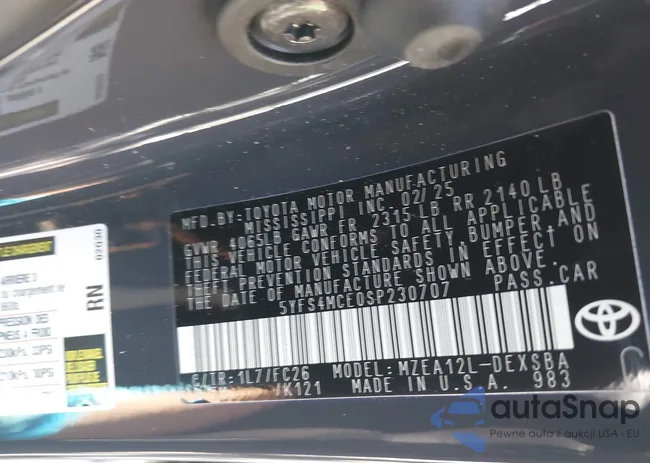 MFD.BY:TOYOTA MOTOR MANUFACTURING
MISSISSIPPI INC. 02/25
GVWR 4065LB GAWR FR 2315 LB RR 2140 LB
THIS VEHICLE CONFORMS TO ALL APPLICABLE
FEDERAL MOTOR VEHICLE SAFETY, BUMPER, AND
THEFT PREVENTION STANDARDS IN EFFECT ON
THE DATE OF MANUFACTURE SHOWN ABOVE.
5YFS4MCE0SP230707 PASS.CAR
C/TR:1L7/FC26 MODEL:MZEA12L-DEXSBA
/K121 MADE IN U.S.A. 983
02030
RN
autaSnap
Pewne auta z aukcji USA i EU